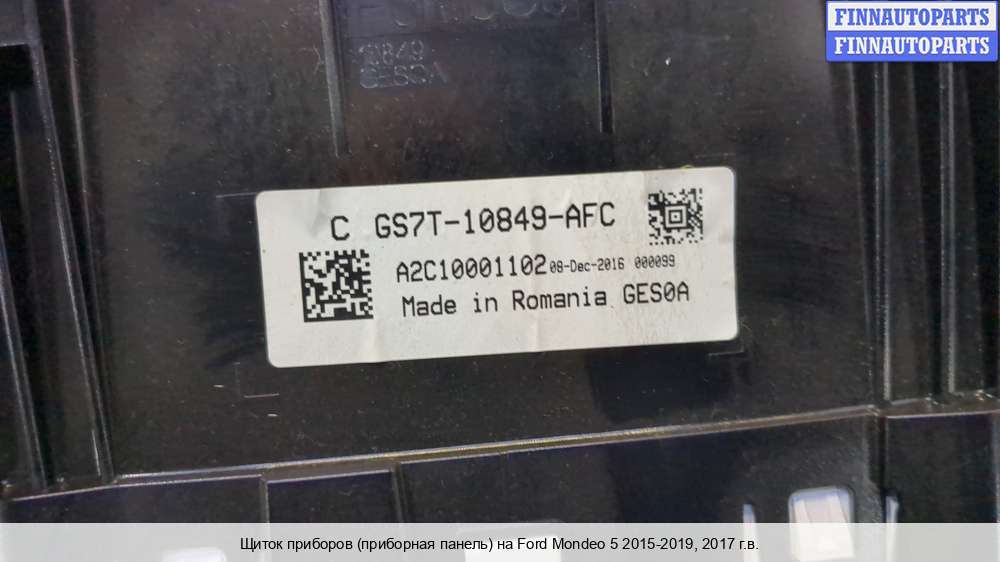 FINNAUTOPARTS
FINNAUTOPARTS
10849
GES0A
C GS7T-10849-AFC
A2C10001102 08-Dec-2016 000099
Made in Romania GES0A
Щиток приборов (приборная панель) на Ford Mondeo 5 2015-2019, 2017 г.в.